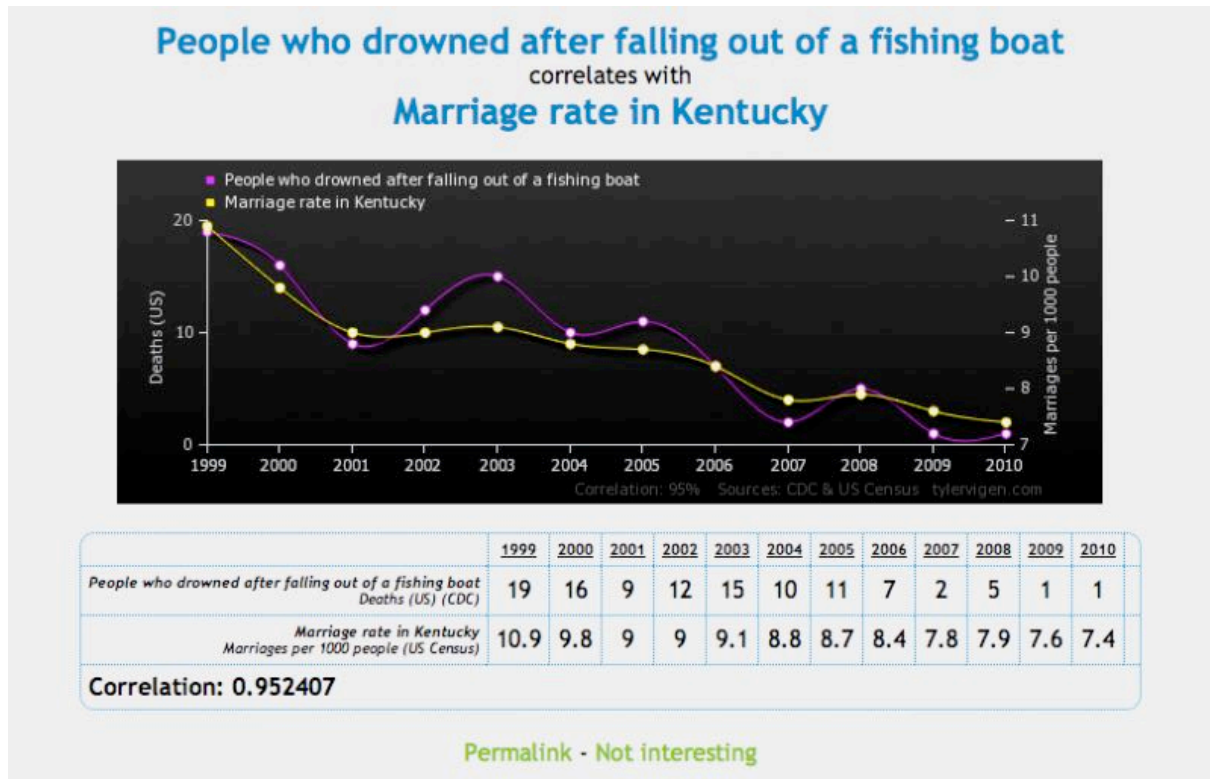 People who drowned after falling out of a fishing boat
correlates with
Marriage rate in Kentucky
People who drowned after falling out of a fishing boat
Marriage rate in Kentucky
20
10
0
Deaths (US)
11
10
9
8
7
Marriages per 1000 people
1999 2000 2001 2002 2003 2004 2005 2006 2007 2008 2009 2010
Correlation: 95% Sources: CDC & US Census tylervigen.com
1999 2000 2001 2002 2003 2004 2005 2006 2007 2008 2009 2010
People who drowned after falling out of a fishing boat
Deaths (US) (CDC)
19 16 9 12 15 10 11 7 2 5 1 1
Marriage rate in Kentucky
Marriages per 1000 people (US Census)
10.9 9.8 9 9 9.1 8.8 8.7 8.4 7.8 7.9 7.6 7.4
Correlation: 0.952407
Permalink - Not interesting